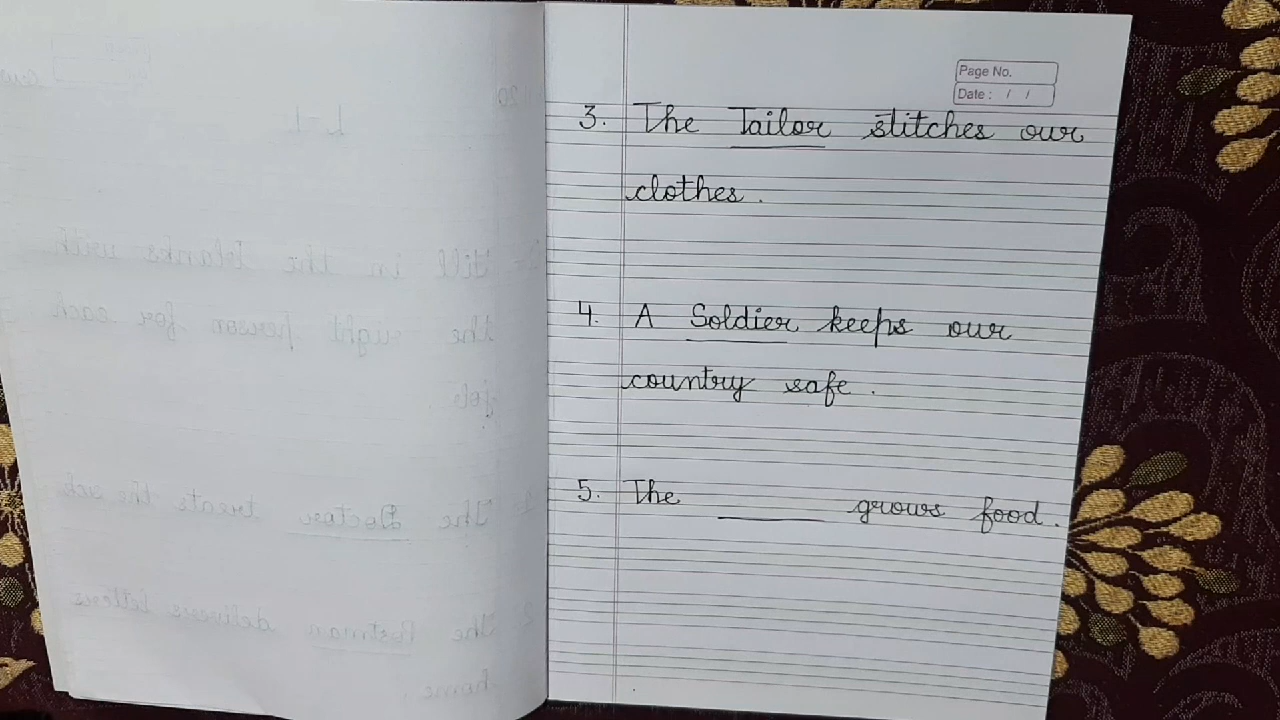 Page No.
Date : / /
3. The Tailor stitches our
clothes.
4. A Soldier keeps our
country safe.
5. The ______ grows food.